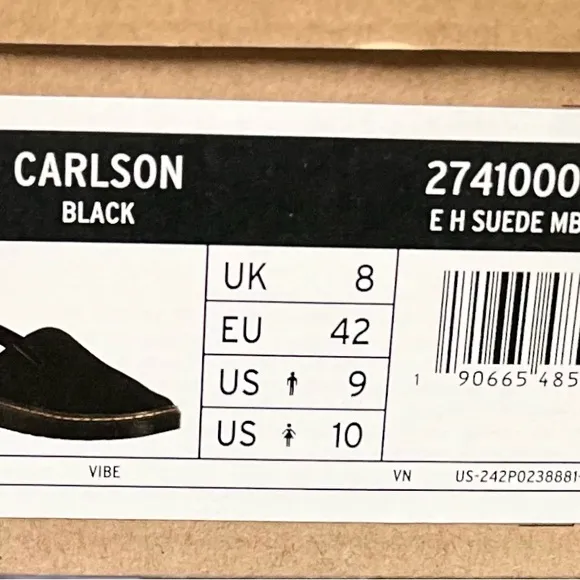 CARLSON
BLACK
2741000
E H SUEDE MB
UK 8
EU 42
US 9
US 10
1 90665 485
VIBE
VN
US-242P0238881-